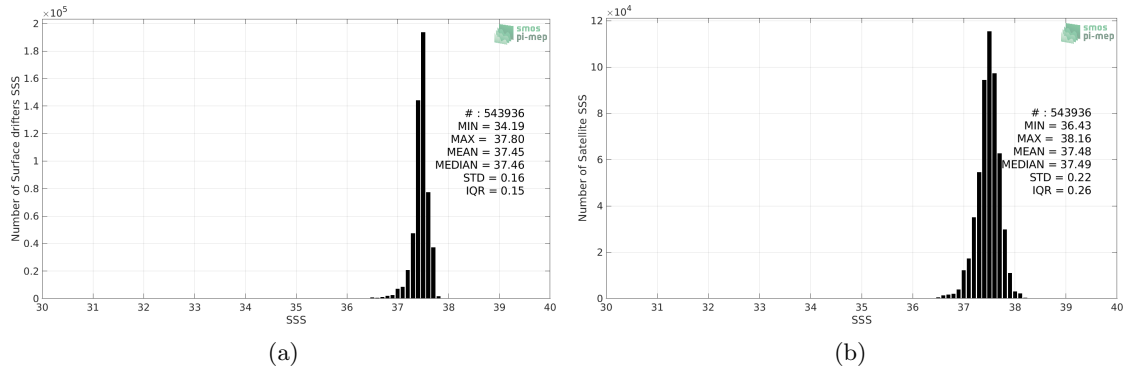 ×10⁵
2
1.8
1.6
1.4
1.2
1
0.8
0.6
0.4
0.2
0
Number of Surface drifters SSS
smos
pi-mep
# : 543936
MIN = 34.19
MAX = 37.80
MEAN = 37.45
MEDIAN = 37.46
STD = 0.16
IQR = 0.15
30 31 32 33 34 35 36 37 38 39 40
SSS
(a)
×10⁴
12
10
8
6
4
2
0
Number of Satellite SSS
smos
pi-mep
# : 543936
MIN = 36.43
MAX = 38.16
MEAN = 37.48
MEDIAN = 37.49
STD = 0.22
IQR = 0.26
30 31 32 33 34 35 36 37 38 39 40
SSS
(b)